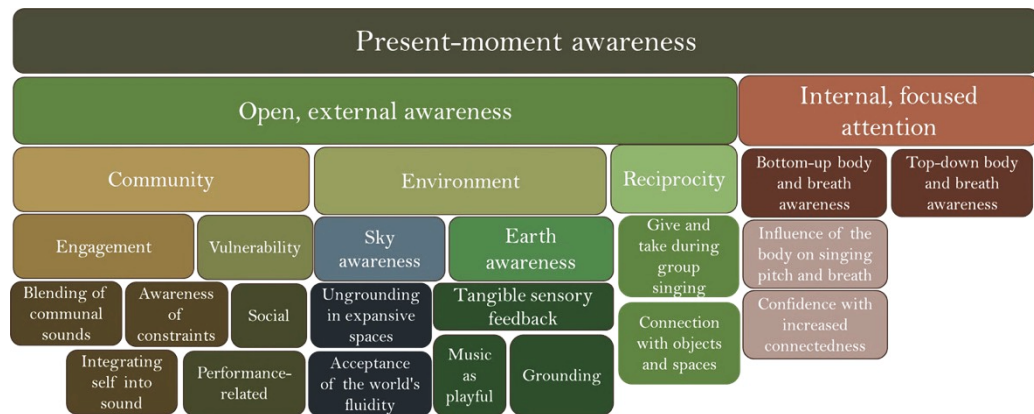 Present-moment awareness
Open, external awareness
Internal, focused
attention
Community
Environment
Reciprocity
Bottom-up body
and breath
awareness
Top-down body
and breath
awareness
Engagement
Vulnerability
Sky
awareness
Earth
awareness
Give and
take during
group
singing
Influence of the
body on singing
pitch and breath
Blending of
communal
sounds
Awareness
of
constraints
Social
Ungrounding
in expansive
spaces
Tangible sensory
feedback
Connection
with objects
and spaces
Confidence with
increased
connectedness
Integrating
self into
sound
Performance-
related
Acceptance
of the world's
fluidity
Music
as
playful
Grounding